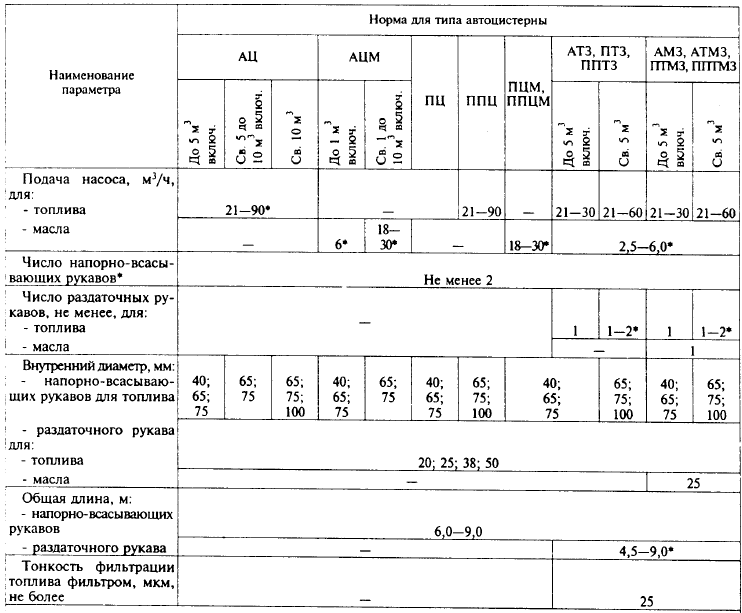 Норма для типа автоцистерны
Наименование
параметра
АЦ
АЦМ
ПЦ
ППЦ
ПЦМ,
ППЦМ
АТЗ, ПТЗ,
ППТЗ
АМЗ, АТМЗ,
ПТМЗ, ППТМЗ
До 5 м³
включ.
Св. 5 до
10 м³ включ.
Св. 10 м³
До 1 м³
включ.
Св. 1 до
10 м³ включ.
До 5 м³
включ.
Св. 5 м³
До 5 м³
включ.
Св. 5 м³
Подача насоса, м³/ч,
для:
- топлива 21—90* — 21—90 — 21—30 21—60 21—30 21—60
- масла — 6* 18—
30* — 18—30* 2,5—6,0*
Число напорно-всасы-
вающих рукавов* Не менее 2
Число раздаточных ру-
кавов, не менее, для:
- топлива — 1 1—2* 1 1—2*
- масла — 1
Внутренний диаметр, мм:
- напорно-всасываю- 40; 65; 65; 40; 65; 40; 65; 40; 65; 40; 65;
щих рукавов для топлива 65; 75 75; 65; 75 65; 75; 65; 75; 65; 75;
75 100 75 75 100 75 100 75 100
- раздаточного рукава
для:
- топлива 20; 25; 38; 50
- масла — 25
Общая длина, м:
- напорно-всасывающих
рукавов 6,0—9,0
- раздаточного рукава — 4,5—9,0*
Тонкость фильтрации
топлива фильтром, мкм,
не более — 25